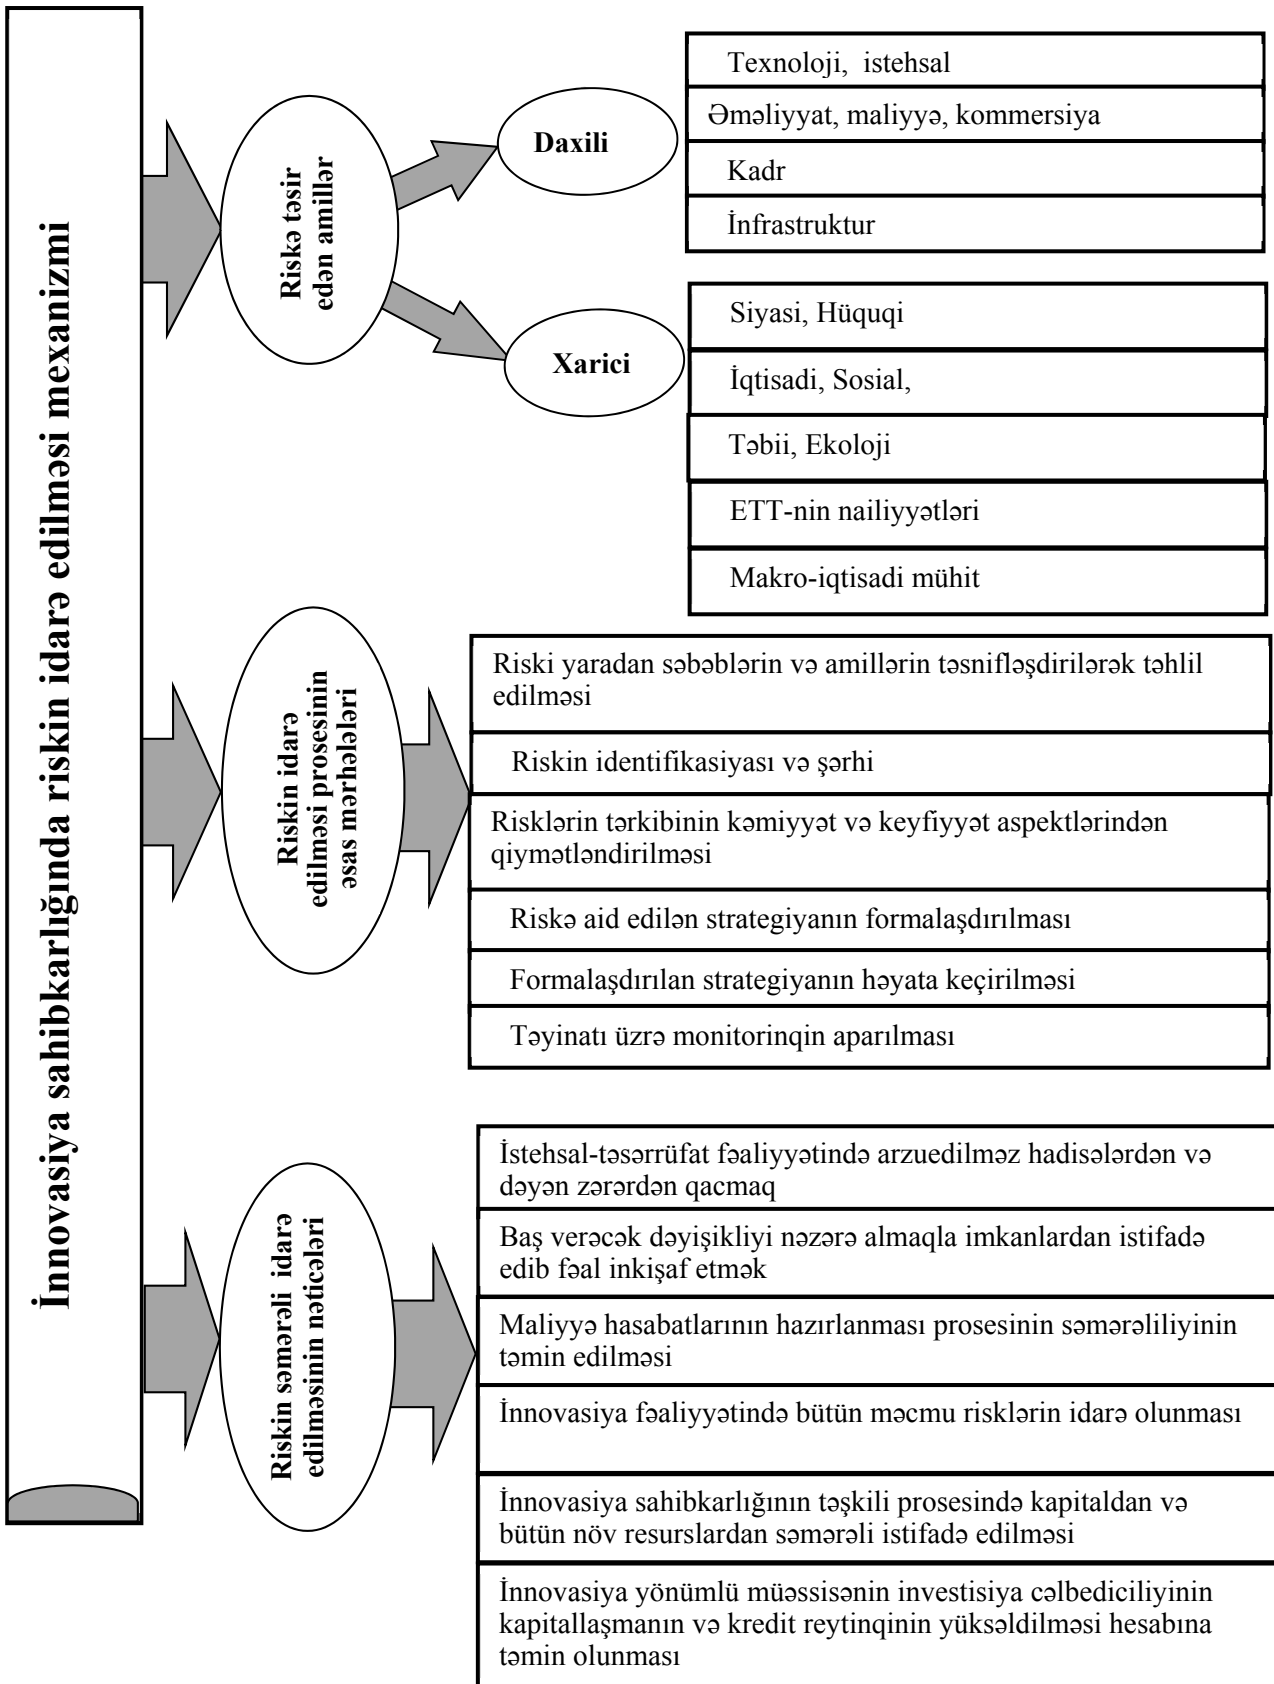 İnnovasiya sahibkarlığında riskin idarə edilməsi mexanizmi
Riskə təsir
edən amillər
Daxili
Texnoloji, istehsal
Əməliyyat, maliyyə, kommersiya
Kadr
İnfrastruktur
Xarici
Siyasi, Hüquqi
İqtisadi, Sosial,
Təbii, Ekoloji
ETT-nin nailiyyətləri
Makro-iqtisadi mühit
Riskin idarə
edilməsi prosesinin
əsas mərhələləri
Riski yaradan səbəblərin və amillərin təsnifləşdirilərək təhlil
edilməsi
Riskin identifikasiyası və şərhi
Risklərin tərkibinin kəmiyyət və keyfiyyət aspektlərindən
qiymətləndirilməsi
Riskə aid edilən strategiyanın formalaşdırılması
Formalaşdırılan strategiyanın həyata keçirilməsi
Təyinatı üzrə monitorinqin aparılması
Riskin səmərəli idarə
edilməsinin nəticələri
İstehsal-təsərrüfat fəaliyyətində arzuedilməz hadisələrdən və
dəyən zərərdən qacmaq
Baş verəcək dəyişikliyi nəzərə almaqla imkanlardan istifadə
edib fəal inkişaf etmək
Maliyyə hasabatlarının hazırlanması prosesinin səmərəliliyinin
təmin edilməsi
İnnovasiya fəaliyyətində bütün məcmu risklərin idarə olunması
İnnovasiya sahibkarlığının təşkili prosesində kapitaldan və
bütün növ resurslardan səmərəli istifadə edilməsi
İnnovasiya yönümlü müəssisənin investisiya cəlbediciliyinin
kapitallaşmanın və kredit reytinqinin yüksəldilməsi hesabına
təmin olunması